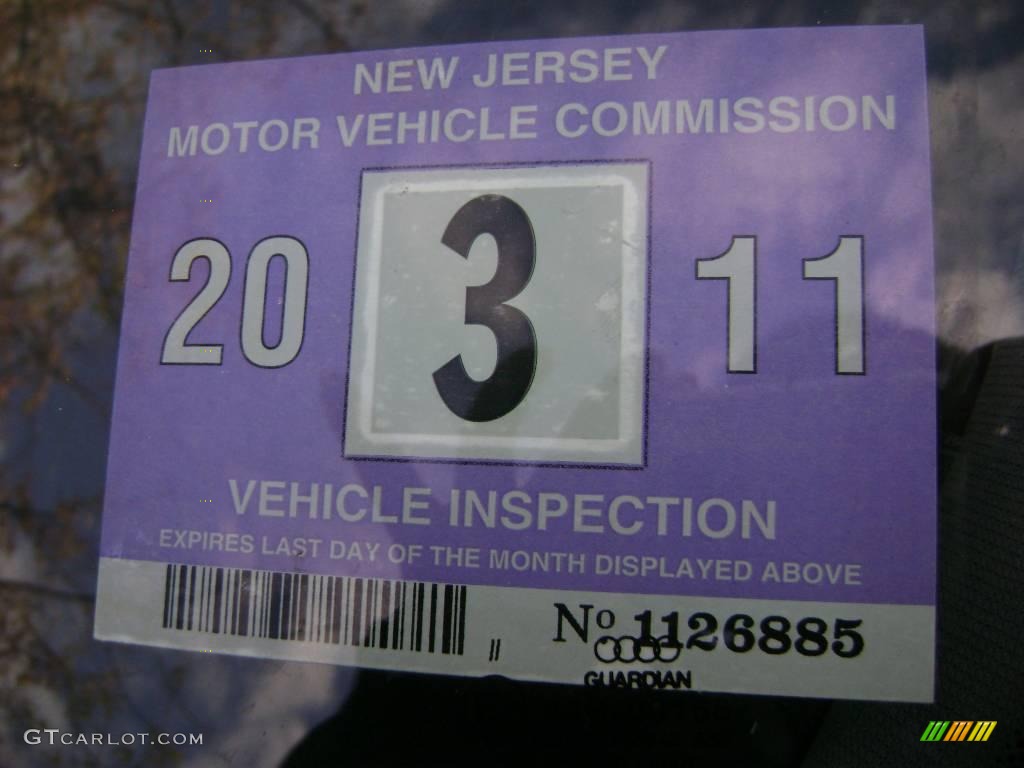 NEW JERSEY
MOTOR VEHICLE COMMISSION
20 3 11
VEHICLE INSPECTION
EXPIRES LAST DAY OF THE MONTH DISPLAYED ABOVE
Nº 1126885
GUARDIAN
GTCARLOT.COM